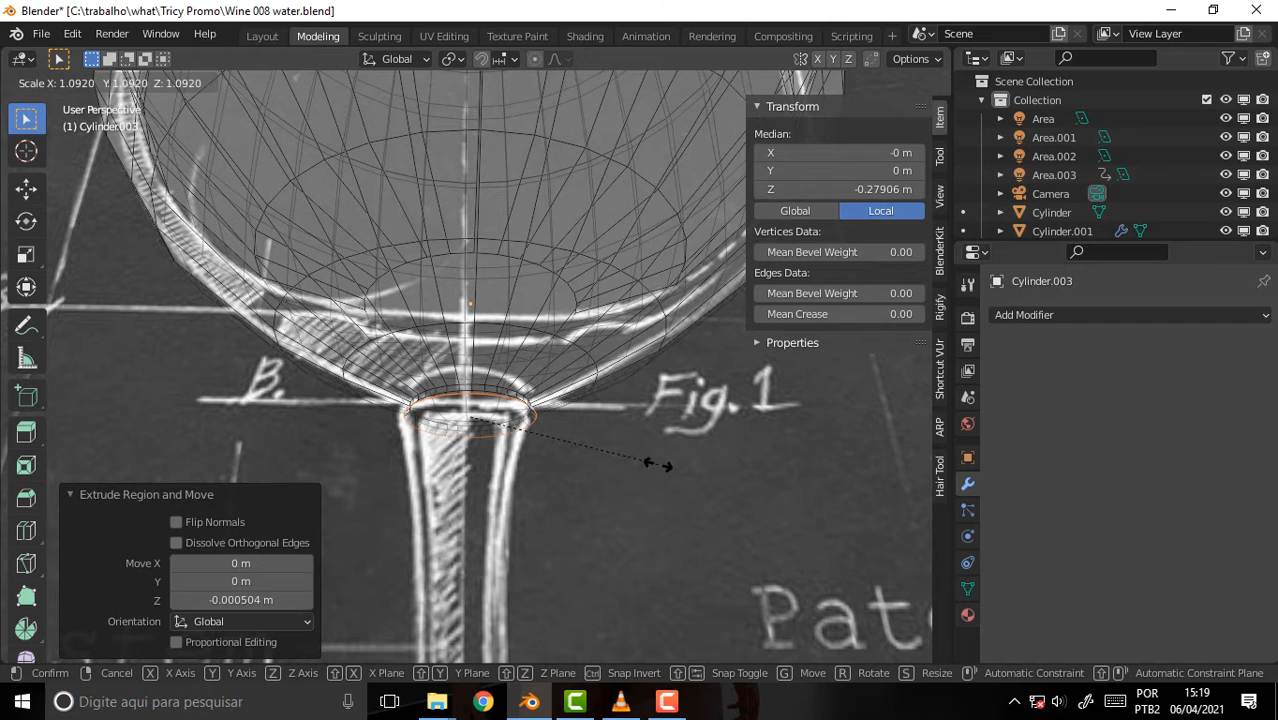 Blender* [C:\trabalho\what\Tricy Promo\Wine 008 water.blend]
File Edit Render Window Help Layout Modeling Sculpting UV Editing Texture Paint Shading Animation Rendering Compositing Scripting Scene View Layer
Global X Y Z Options
Scale X: 1.0920 Y: 1.0920 Z: 1.0920
User Perspective
(1) Cylinder.003
Transform
Median:
X -0 m
Y 0 m
Z -0.27906 m
Global Local
Vertices Data:
Mean Bevel Weight 0.00
Edges Data:
Mean Bevel Weight 0.00
Mean Crease 0.00
Properties
Item
Tool
View
BlenderKit
Rigify
Shortcut VUr
ARP
Hair Tool
Scene Collection
Collection
Area
Area.001
Area.002
Area.003
Camera
Cylinder
Cylinder.001
Cylinder.003
Add Modifier
B.
Fig. 1
Pate
Extrude Region and Move
Flip Normals
Dissolve Orthogonal Edges
Move X 0 m
Y 0 m
Z -0.000504 m
Orientation Global
Proportional Editing
Confirm Cancel X X Axis Y Y Axis Z Z Axis X X Plane Y Y Plane Z Z Plane Ctrl Snap Invert Snap Toggle G Move R Rotate S Resize Automatic Constraint Automatic Constraint Plane
Digite aqui para pesquisar
POR
PTB2
15:19
06/04/2021